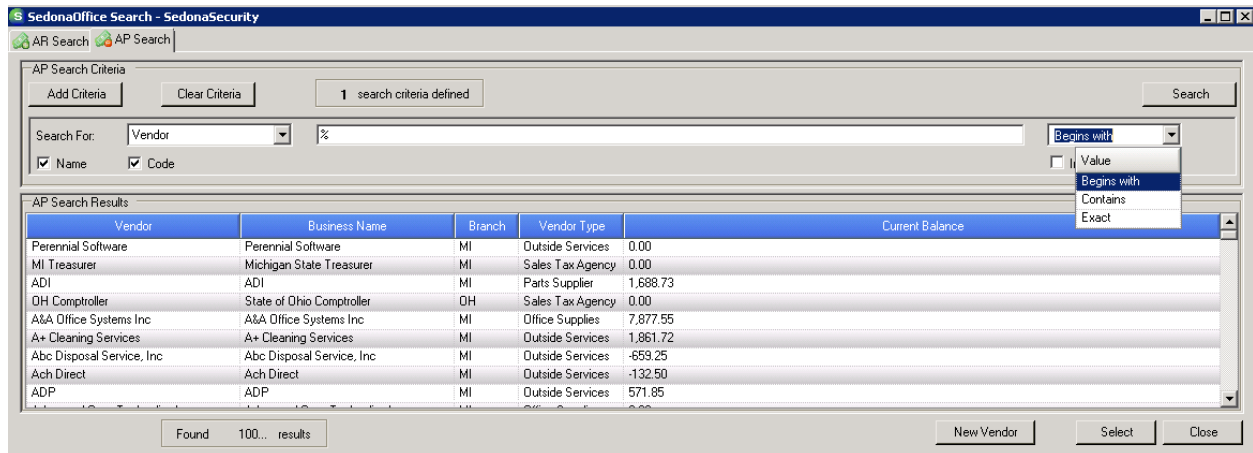 SedonaOffice Search - SedonaSecurity
AR Search AP Search
AP Search Criteria
Add Criteria Clear Criteria 1 search criteria defined Search
Search For: Vendor % Begins with
Name Code Value
Begins with
Contains
Exact
AP Search Results
Vendor Business Name Branch Vendor Type Current Balance
Perennial Software Perennial Software MI Outside Services 0.00
MI Treasurer Michigan State Treasurer MI Sales Tax Agency 0.00
ADI ADI MI Parts Supplier 1,688.73
OH Comptroller State of Ohio Comptroller OH Sales Tax Agency 0.00
A&A Office Systems Inc A&A Office Systems Inc MI Office Supplies 7,877.55
A+ Cleaning Services A+ Cleaning Services MI Outside Services 1,861.72
Abc Disposal Service, Inc Abc Disposal Service, Inc MI Outside Services -659.25
Ach Direct Ach Direct MI Outside Services -132.50
ADP ADP MI Outside Services 571.85
Found 100... results New Vendor Select Close